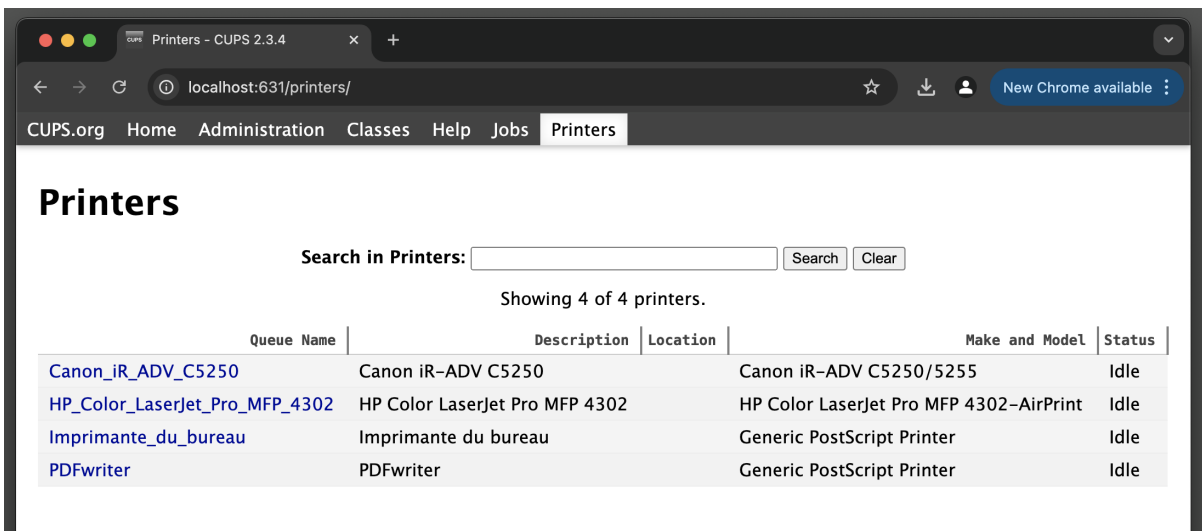 CUPS Printers - CUPS 2.3.4
localhost:631/printers/ New Chrome available
CUPS.org Home Administration Classes Help Jobs Printers
Printers
Search in Printers: Search Clear
Showing 4 of 4 printers.
Queue Name Description Location Make and Model Status
Canon_iR_ADV_C5250 Canon iR-ADV C5250 Canon iR-ADV C5250/5255 Idle
HP_Color_LaserJet_Pro_MFP_4302 HP Color LaserJet Pro MFP 4302 HP Color LaserJet Pro MFP 4302-AirPrint Idle
Imprimante_du_bureau Imprimante du bureau Generic PostScript Printer Idle
PDFwriter PDFwriter Generic PostScript Printer Idle